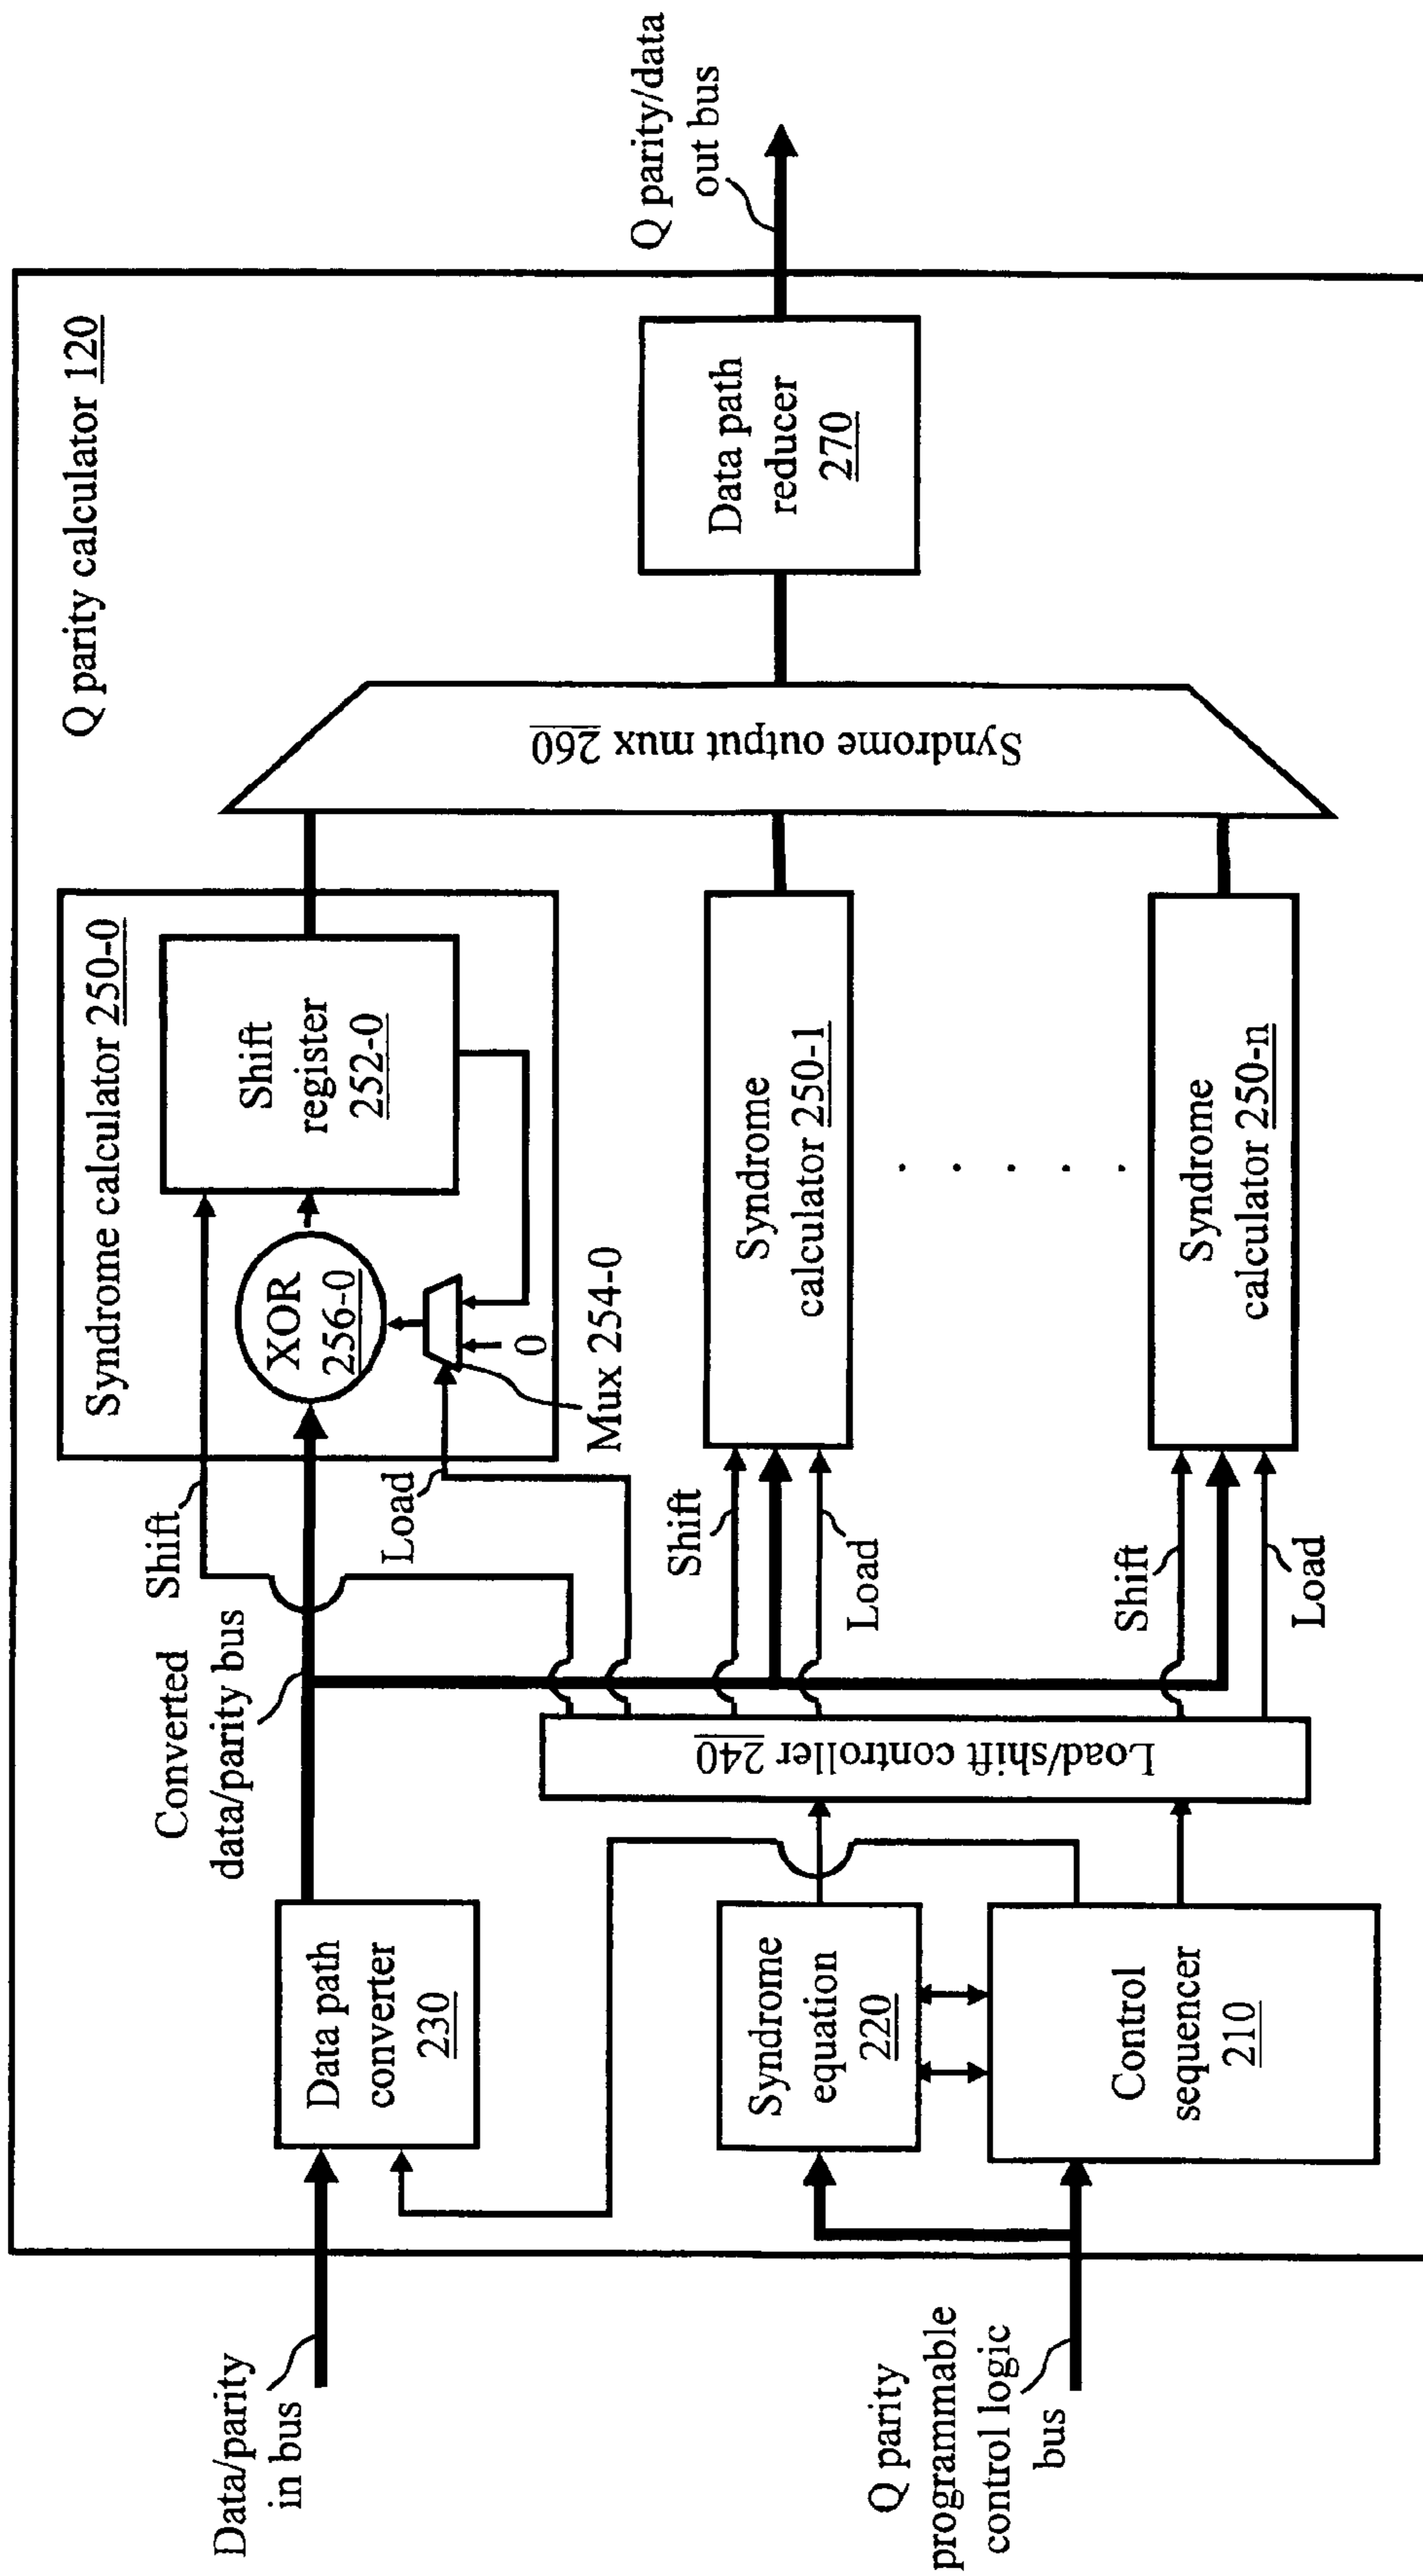 Q parity calculator 120
Data/parity
in bus
Data path
converter
230
Converted
data/parity bus
Shift
Load
Syndrome calculator 250-0
XOR
256-0
Shift
register
252-0
0
Mux 254-0
Q parity
programmable
control logic
bus
Syndrome
equation
220
Control
sequencer
210
Load/shift controller 240
Shift
Load
Syndrome
calculator 250-1
Shift
Load
Syndrome
calculator 250-n
Syndrome output mux 260
Data path
reducer
270
Q parity/data
out bus